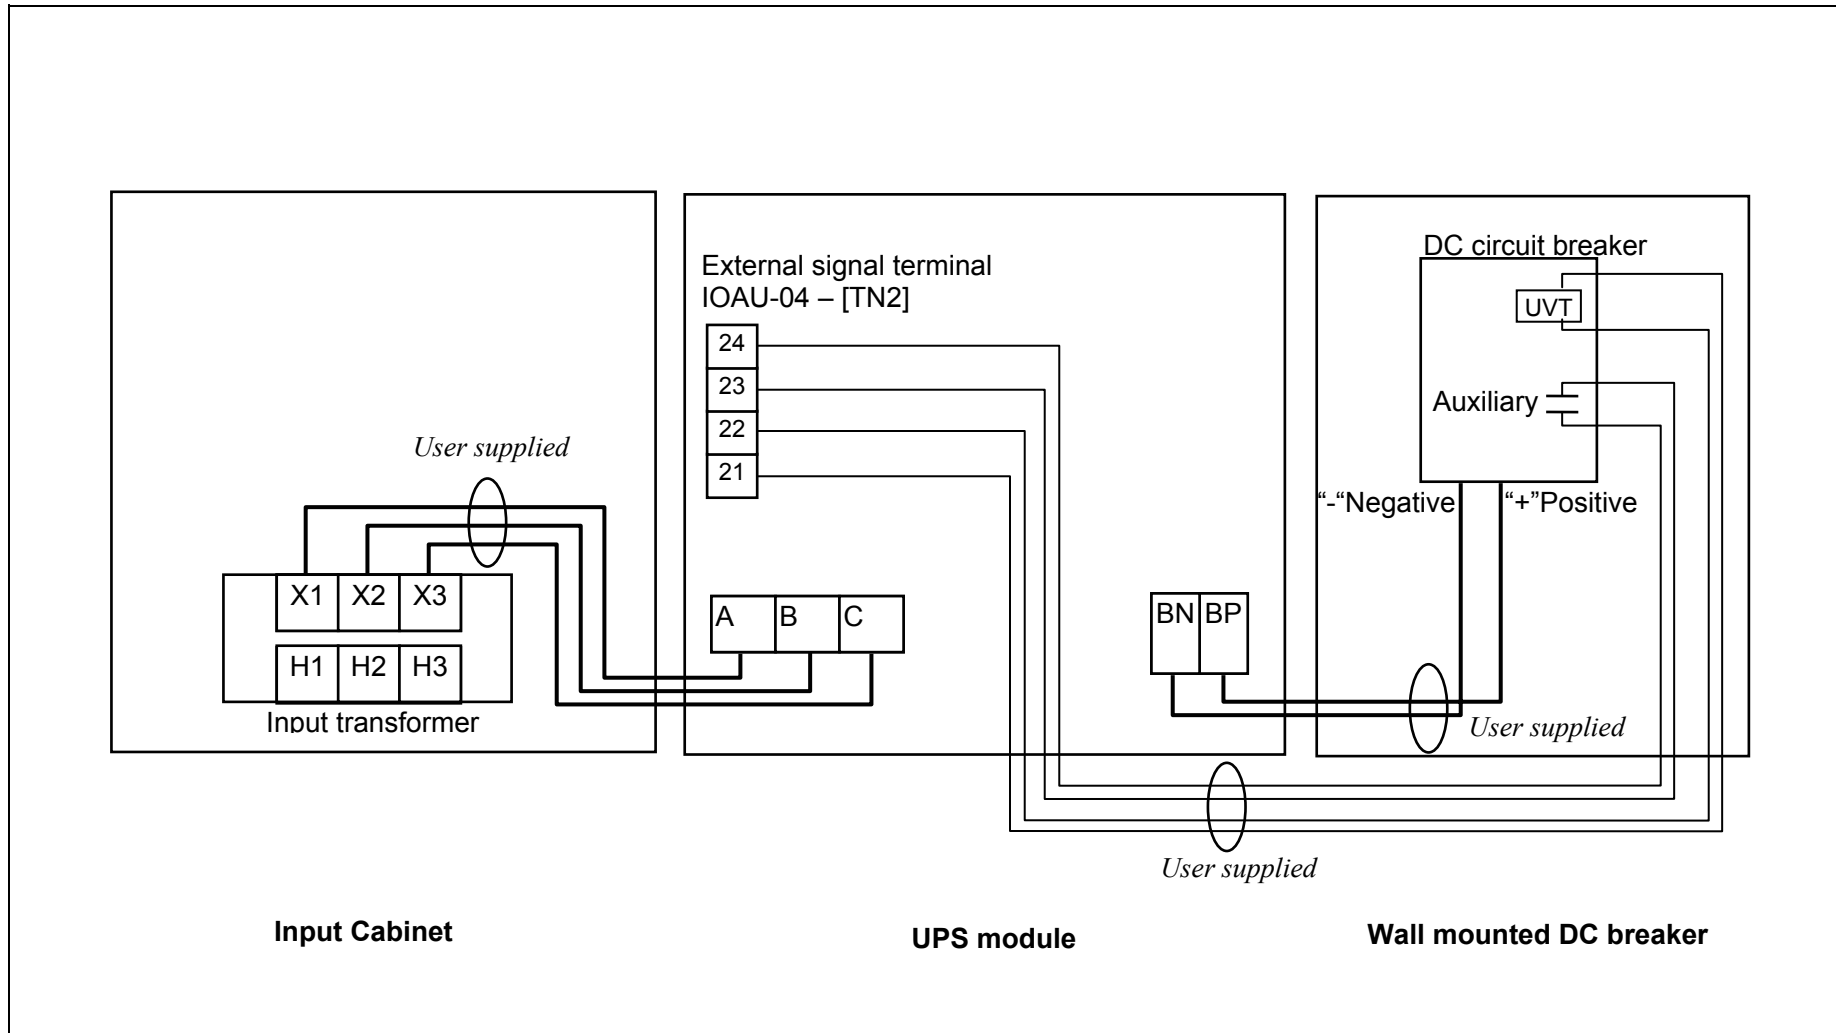 External signal terminal
IOAU-04 – [TN2]
24
23
22
21
User supplied
X1 X2 X3
H1 H2 H3
Input transformer
A B C
BN BP
DC circuit breaker
UVT
Auxiliary
“-“Negative “+”Positive
User supplied
User supplied
Input Cabinet
UPS module
Wall mounted DC breaker